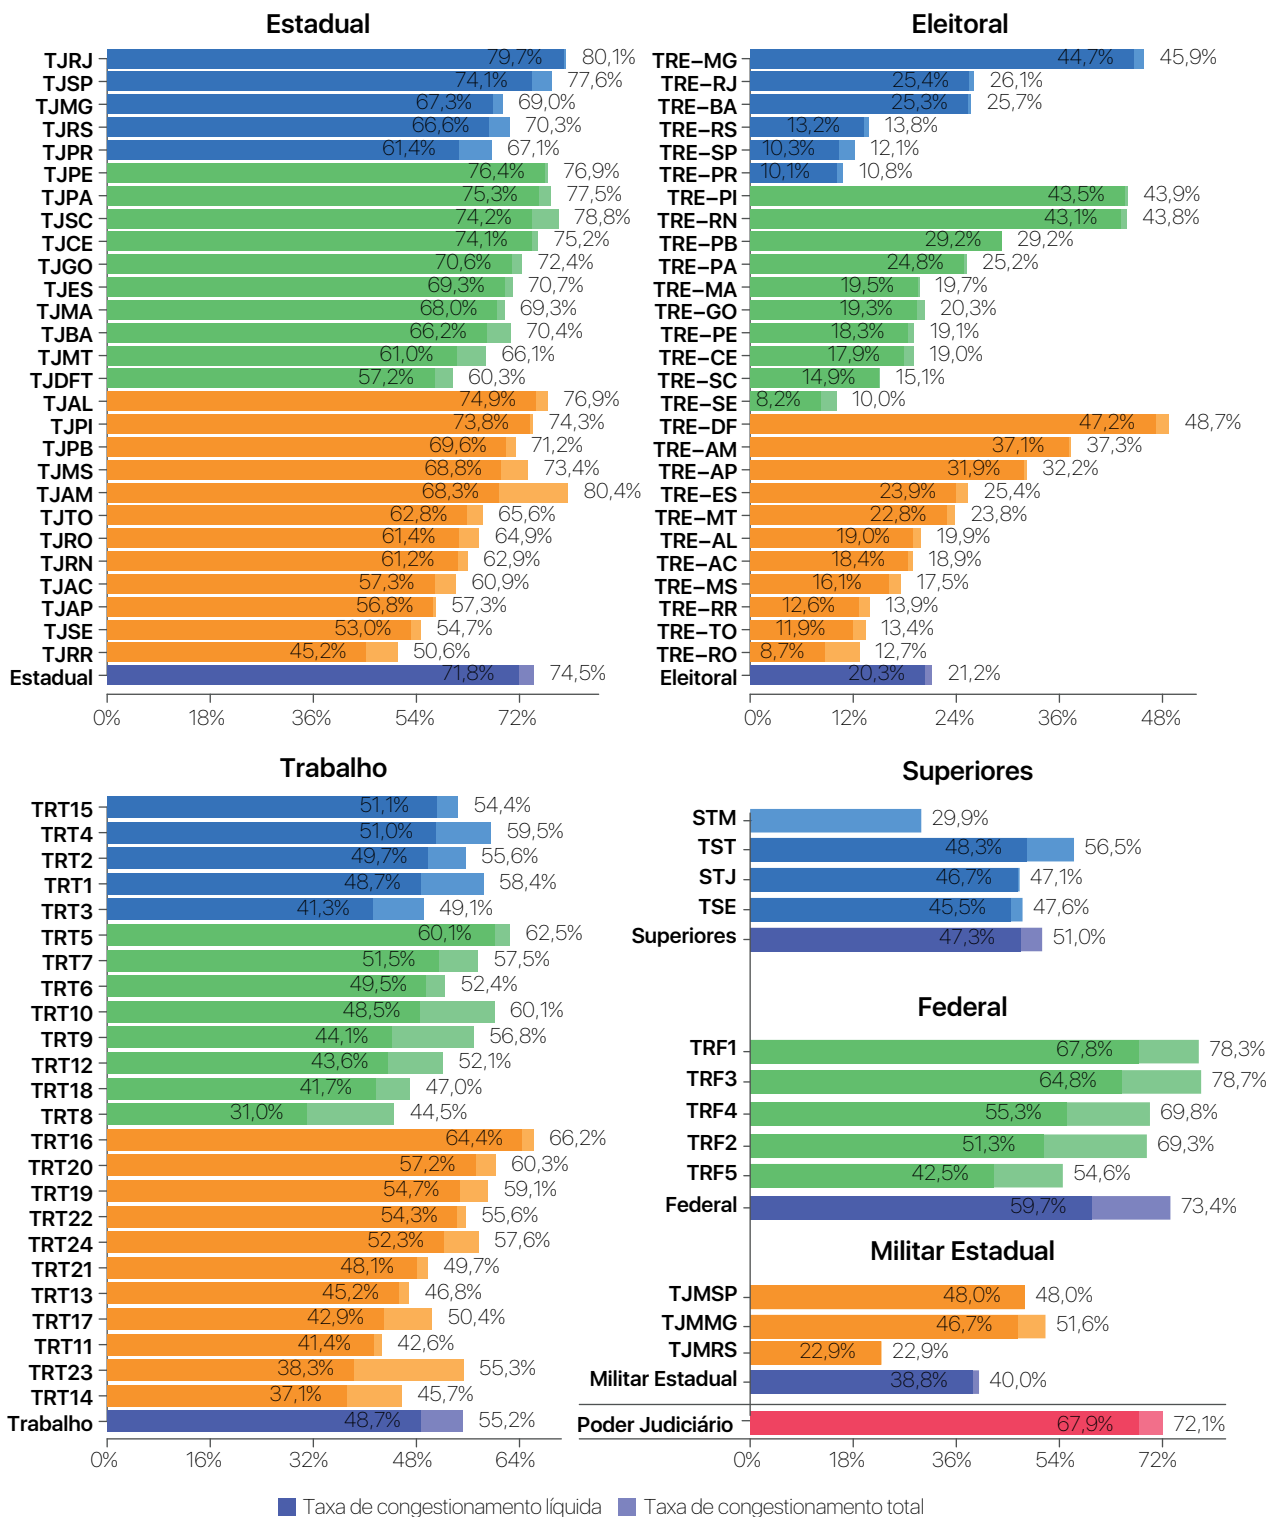 Estadual
TJRJ 79,7% 80,1%
TJSP 74,1% 77,6%
TJMG 67,3% 69,0%
TJRS 66,6% 70,3%
TJPR 61,4% 67,1%
TJPE 76,4% 76,9%
TJPA 75,3% 77,5%
TJSC 74,2% 78,8%
TJCE 74,1% 75,2%
TJGO 70,6% 72,4%
TJES 69,3% 70,7%
TJMA 68,0% 69,3%
TJBA 66,2% 70,4%
TJMT 61,0% 66,1%
TJDFT 57,2% 60,3%
TJAL 74,9% 76,9%
TJPI 73,8% 74,3%
TJPB 69,6% 71,2%
TJMS 68,8% 73,4%
TJAM 68,3% 80,4%
TJTO 62,8% 65,6%
TJRO 61,4% 64,9%
TJRN 61,2% 62,9%
TJAC 57,3% 60,9%
TJAP 56,8% 57,3%
TJSE 53,0% 54,7%
TJRR 45,2% 50,6%
Estadual 71,8% 74,5%
0% 18% 36% 54% 72%
Eleitoral
TRE–MG 44,7% 45,9%
TRE–RJ 25,4% 26,1%
TRE–BA 25,3% 25,7%
TRE–RS 13,2% 13,8%
TRE–SP 10,3% 12,1%
TRE–PR 10,1% 10,8%
TRE–PI 43,5% 43,9%
TRE–RN 43,1% 43,8%
TRE–PB 29,2% 29,2%
TRE–PA 24,8% 25,2%
TRE–MA 19,5% 19,7%
TRE–GO 19,3% 20,3%
TRE–PE 18,3% 19,1%
TRE–CE 17,9% 19,0%
TRE–SC 14,9% 15,1%
TRE–SE 8,2% 10,0%
TRE–DF 47,2% 48,7%
TRE–AM 37,1% 37,3%
TRE–AP 31,9% 32,2%
TRE–ES 23,9% 25,4%
TRE–MT 22,8% 23,8%
TRE–AL 19,0% 19,9%
TRE–AC 18,4% 18,9%
TRE–MS 16,1% 17,5%
TRE–RR 12,6% 13,9%
TRE–TO 11,9% 13,4%
TRE–RO 8,7% 12,7%
Eleitoral 20,3% 21,2%
0% 12% 24% 36% 48%
Trabalho
TRT15 51,1% 54,4%
TRT4 51,0% 59,5%
TRT2 49,7% 55,6%
TRT1 48,7% 58,4%
TRT3 41,3% 49,1%
TRT5 60,1% 62,5%
TRT7 51,5% 57,5%
TRT6 49,5% 52,4%
TRT10 48,5% 60,1%
TRT9 44,1% 56,8%
TRT12 43,6% 52,1%
TRT18 41,7% 47,0%
TRT8 31,0% 44,5%
TRT16 64,4% 66,2%
TRT20 57,2% 60,3%
TRT19 54,7% 59,1%
TRT22 54,3% 55,6%
TRT24 52,3% 57,6%
TRT21 48,1% 49,7%
TRT13 45,2% 46,8%
TRT17 42,9% 50,4%
TRT11 41,4% 42,6%
TRT23 38,3% 55,3%
TRT14 37,1% 45,7%
Trabalho 48,7% 55,2%
0% 16% 32% 48% 64%
Superiores
STM 29,9%
TST 48,3% 56,5%
STJ 46,7% 47,1%
TSE 45,5% 47,6%
Superiores 47,3% 51,0%
Federal
TRF1 67,8% 78,3%
TRF3 64,8% 78,7%
TRF4 55,3% 69,8%
TRF2 51,3% 69,3%
TRF5 42,5% 54,6%
Federal 59,7% 73,4%
Militar Estadual
TJMSP 48,0% 48,0%
TJMMG 46,7% 51,6%
TJMRS 22,9% 22,9%
Militar Estadual 38,8% 40,0%
Poder Judiciário 67,9% 72,1%
0% 18% 36% 54% 72%
Taxa de congestionamento líquida Taxa de congestionamento total